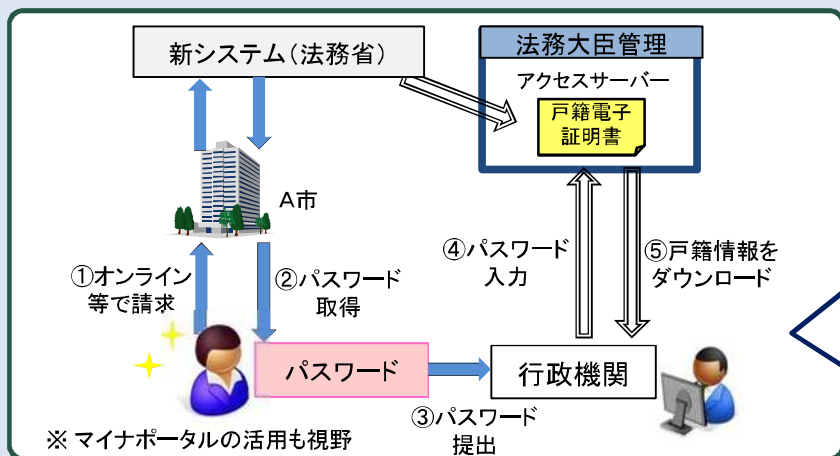 新システム(法務省)
法務大臣管理
アクセスサーバー
戸籍電子
証明書
A市
①オンライン
等で請求
②パスワード
取得
④パスワード
入力
⑤戸籍情報を
ダウンロード
パスワード
行政機関
③パスワード
提出
※ マイナポータルの活用も視野